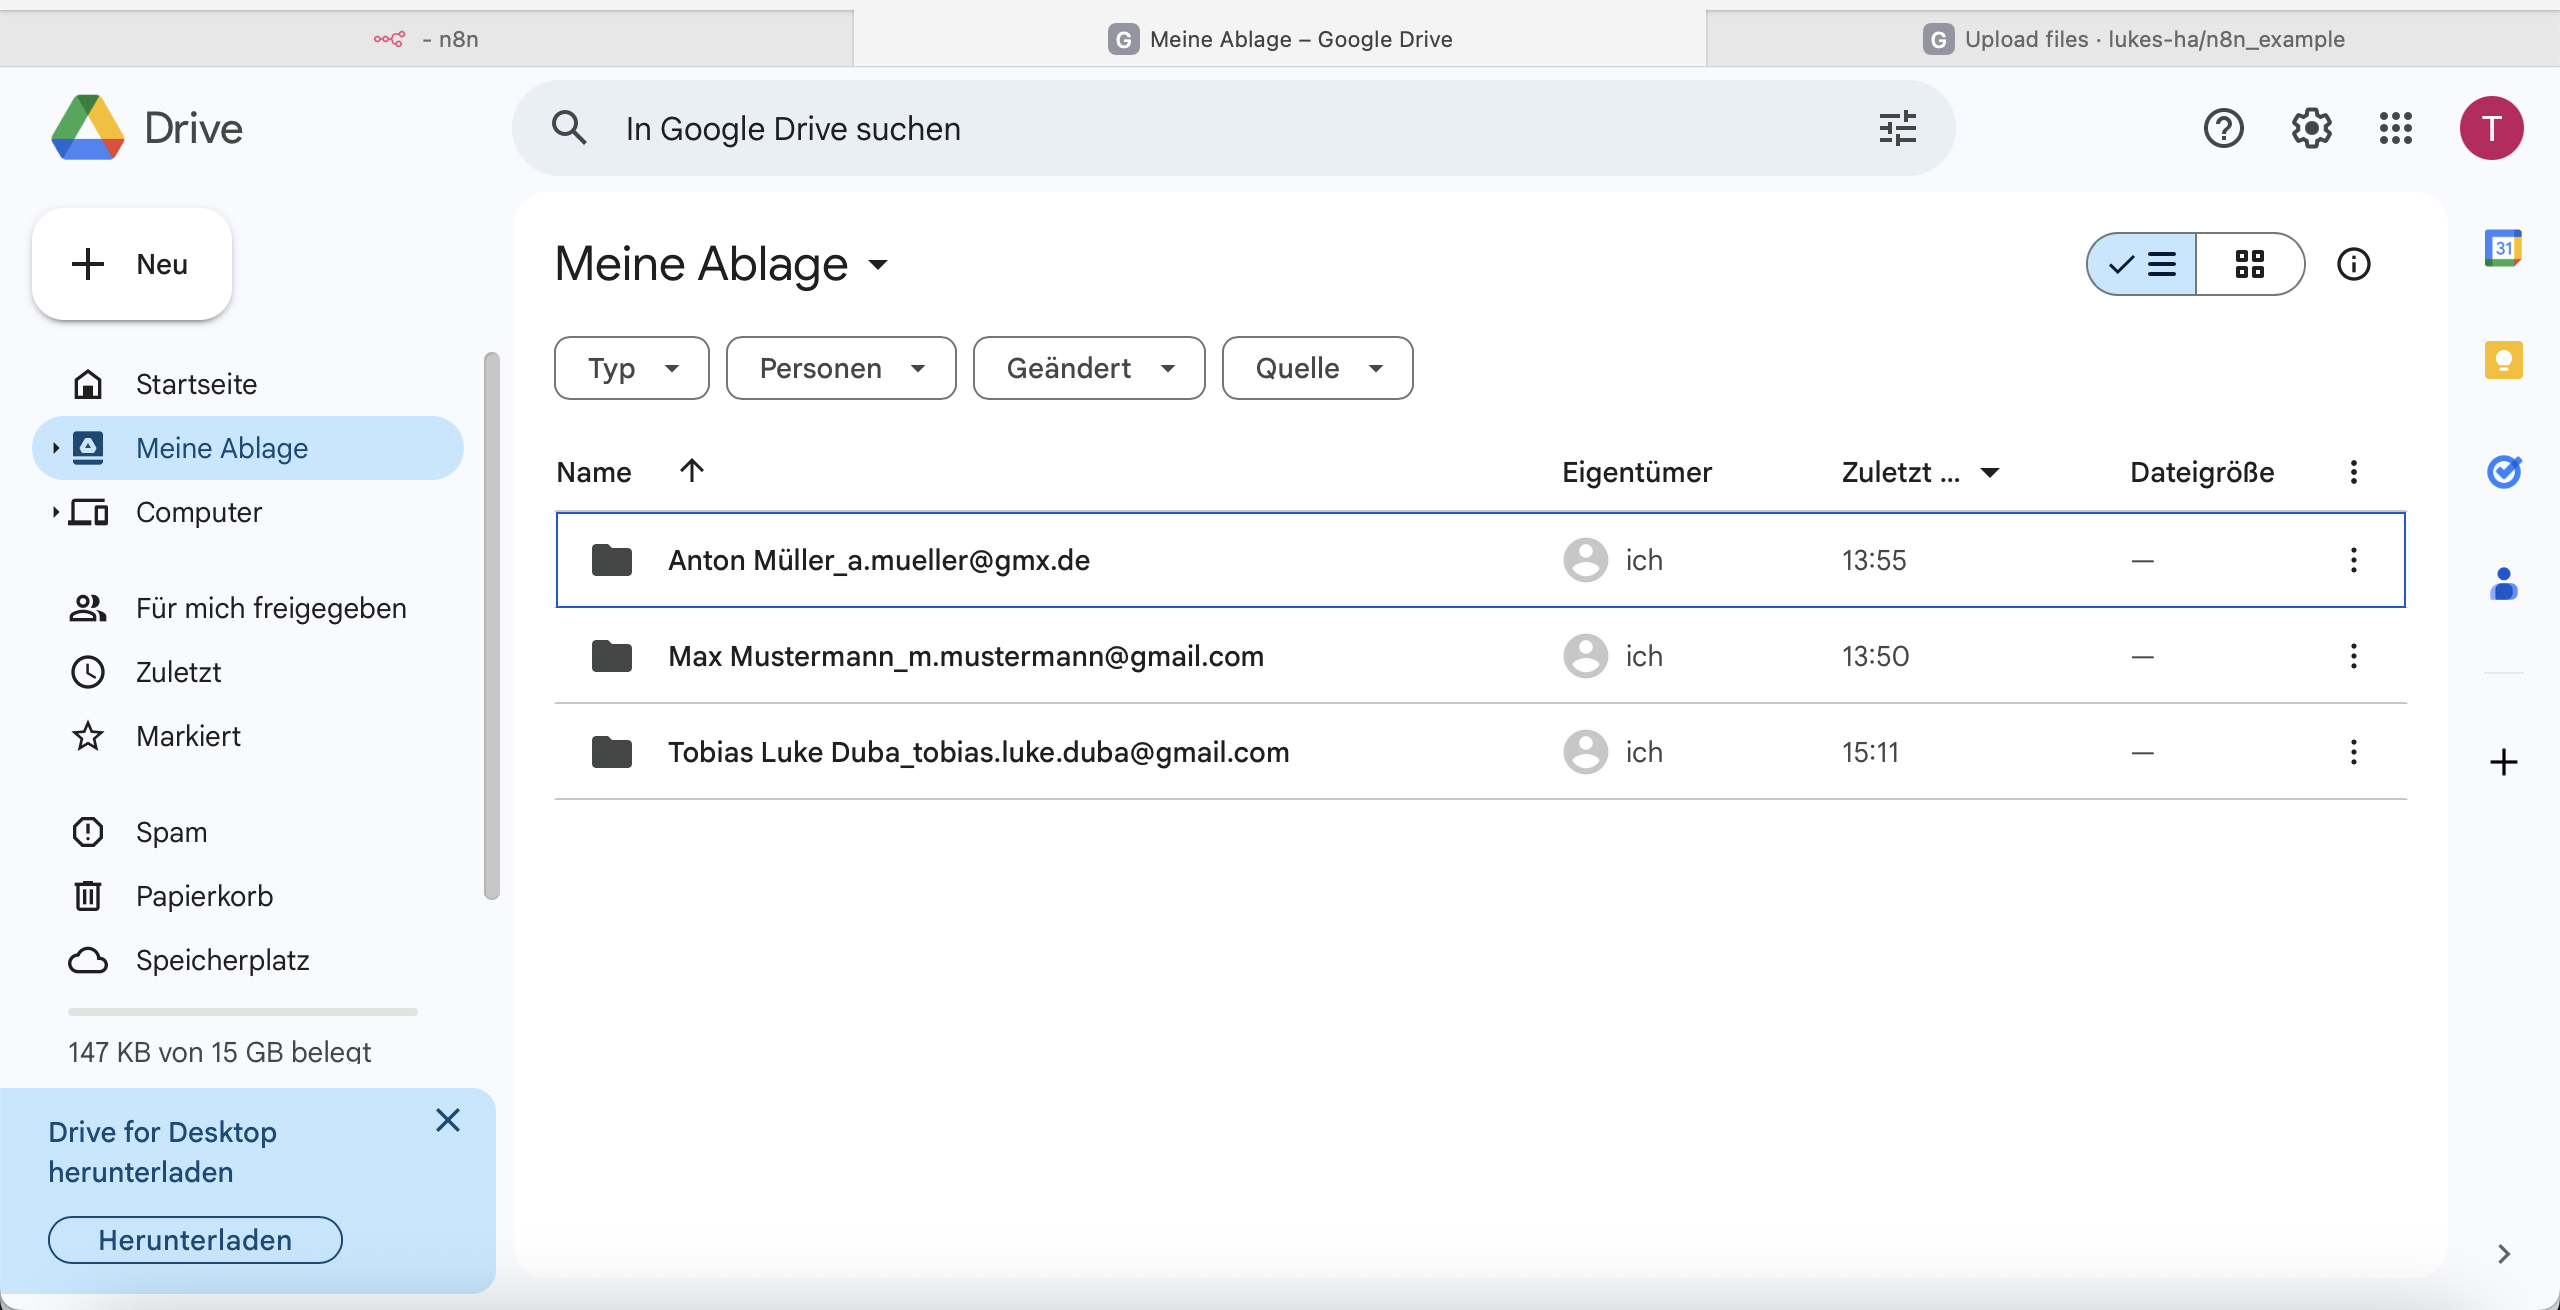 - n8n
G Meine Ablage – Google Drive
G Upload files · lukes-ha/n8n_example
Drive
In Google Drive suchen
T
Neu
Meine Ablage
31
Typ
Personen
Geändert
Quelle
Startseite
Meine Ablage
Computer
Für mich freigegeben
Zuletzt
Markiert
Spam
Papierkorb
Speicherplatz
147 KB von 15 GB belegt
Name Eigentümer Zuletzt ... Dateigröße
Anton Müller_a.mueller@gmx.de ich 13:55 —
Max Mustermann_m.mustermann@gmail.com ich 13:50 —
Tobias Luke Duba_tobias.luke.duba@gmail.com ich 15:11 —
Drive for Desktop
herunterladen
Herunterladen